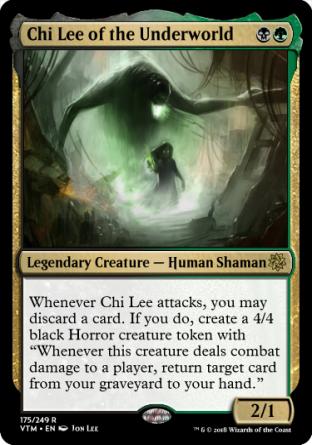 Chi Lee of the Underworld
Legendary Creature — Human Shaman
Whenever Chi Lee attacks, you may
discard a card. If you do, create a 4/4
black Horror creature token with
“Whenever this creature deals combat
damage to a player, return target card
from your graveyard to your hand.”
2/1
175/249 R
VTM • EN Jon Lee
™ & © 2018 Wizards of the Coast